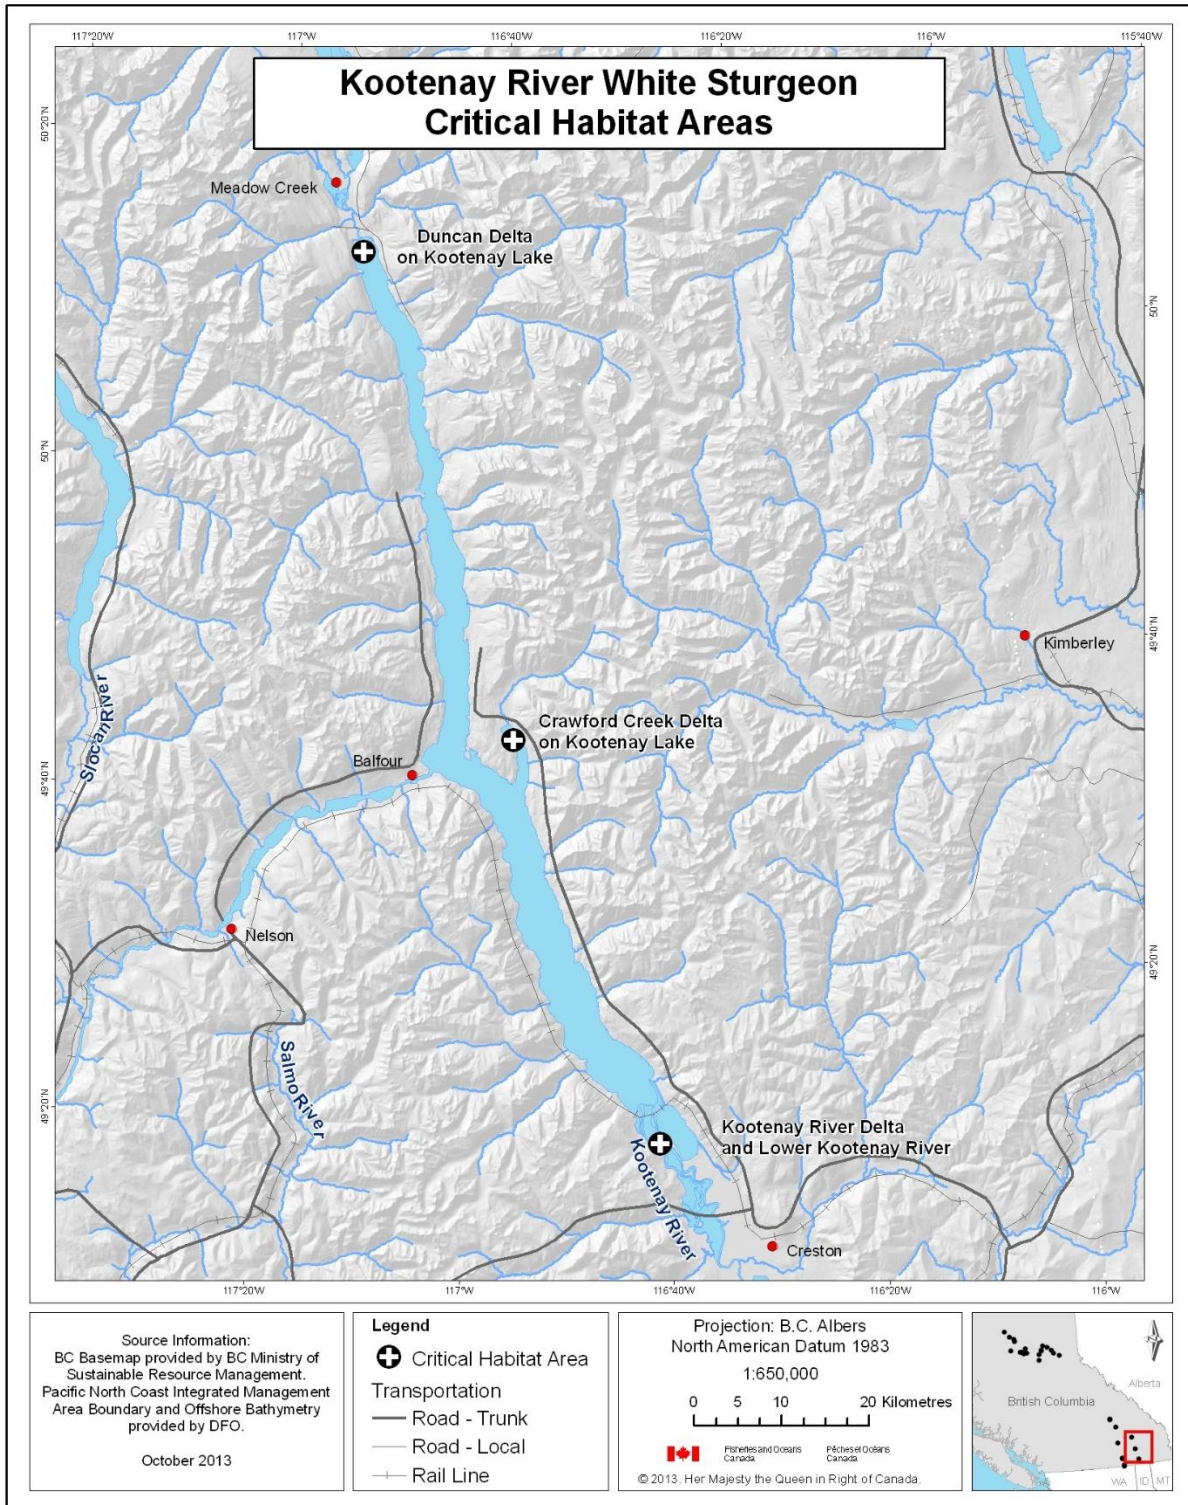 117°20'W 117°W 116°40'W 116°20'W 116°W 115°40'W
Kootenay River White Sturgeon
Critical Habitat Areas
50°20'N
Meadow Creek
Duncan Delta
on Kootenay Lake
50°N
50°N
49°40'N
Kimberley
SlocanRiver
Crawford Creek Delta
on Kootenay Lake
Balfour
49°40'N
Nelson
49°20'N
SalmoRiver
49°20'N
Kootenay River Delta
and Lower Kootenay River
Kootenay River
Creston
117°20'W 117°W 116°40'W 116°20'W 116°W
Source Information:
BC Basemap provided by BC Ministry of
Sustainable Resource Management.
Pacific North Coast Integrated Management
Area Boundary and Offshore Bathymetry
provided by DFO.
October 2013
Legend
Critical Habitat Area
Transportation
Road - Trunk
Road - Local
Rail Line
Projection: B.C. Albers
North American Datum 1983
1:650,000
0 5 10 20 Kilometres
Fisheries and Oceans Pêches et Océans
Canada Canada
© 2013. Her Majesty the Queen in Right of Canada.
Alberta
British Columbia
WA ID MT